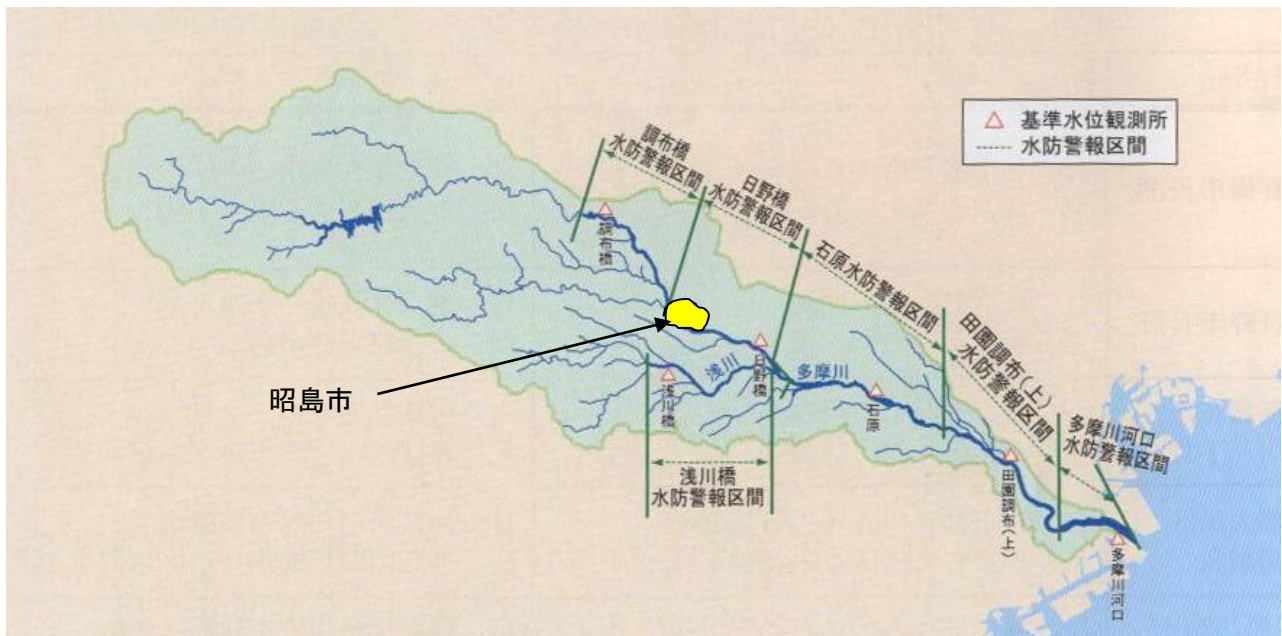 基準水位観測所
水防警報区間
調布橋
水防警報区間
日野橋
水防警報区間
石原水防警報区間
田園調布(上)
水防警報区間
多摩川河口
水防警報区間
調布橋
昭島市
浅川
浅川橋
日野橋
多摩川
石原
田園調布(上)
多摩川河口
浅川橋
水防警報区間